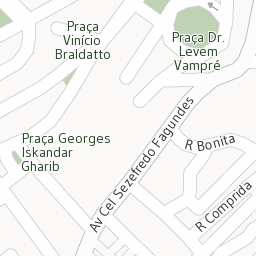 Praça
Vinício
Braldatto
Praça Dr.
Levem
Vampré
Praça Georges
Iskandar
Gharib
Av Cel Sezefredo Fagundes
R Bonita
R Comprida